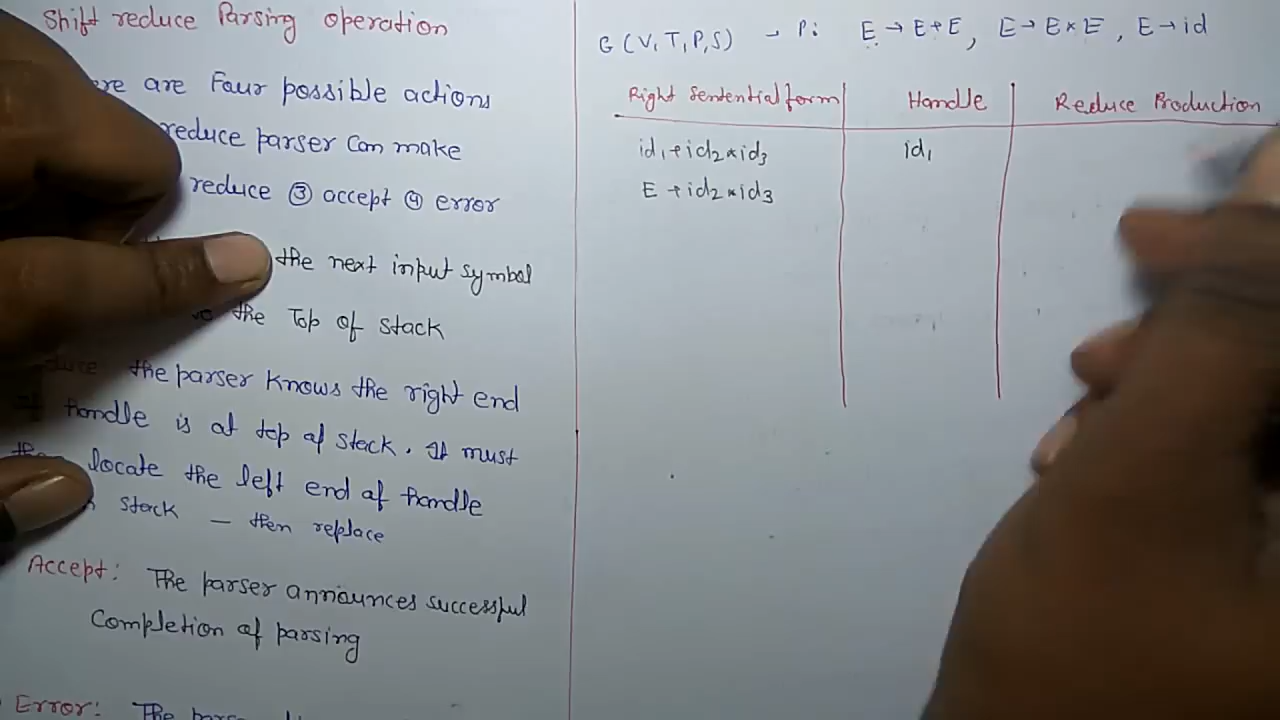 Shift reduce Parsing operation
ere are Four possible actions
reduce parser can make
reduce ③ accept ④ error
the next input symbol
the Top of stack
the parser knows the right end
handle is at top of stack. It must
then locate the left end of handle
stack - then replace
Accept: The parser announces successful
Completion of parsing
Error: The
G (V, T, P, S) → P: E → E + E, E → E * E, E → id
Right Sentential form Handle Reduce Production
id₁+id₂*id₃ id₁
E + id₂*id₃